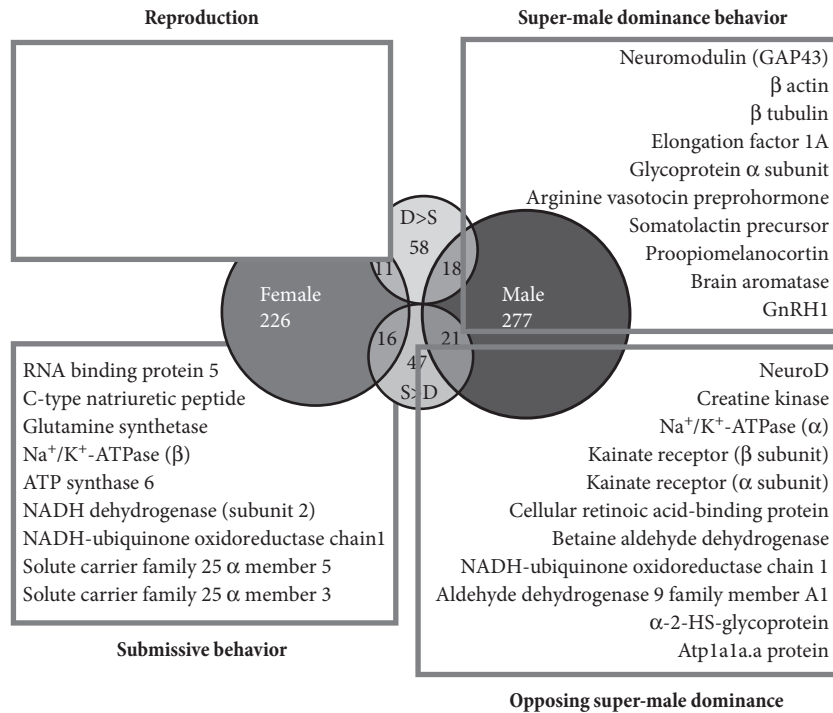 Reproduction
Super-male dominance behavior
Neuromodulin (GAP43)
β actin
β tubulin
Elongation factor 1A
Glycoprotein α subunit
Arginine vasotocin preprohormone
Somatolactin precursor
Proopiomelanocortin
Brain aromatase
GnRH1
D>S
58
11
18
Female
226
Male
277
16
21
47
S>D
RNA binding protein 5
C-type natriuretic peptide
Glutamine synthetase
Na⁺/K⁺-ATPase (β)
ATP synthase 6
NADH dehydrogenase (subunit 2)
NADH-ubiquinone oxidoreductase chain1
Solute carrier family 25 α member 5
Solute carrier family 25 α member 3
Submissive behavior
NeuroD
Creatine kinase
Na⁺/K⁺-ATPase (α)
Kainate receptor (β subunit)
Kainate receptor (α subunit)
Cellular retinoic acid-binding protein
Betaine aldehyde dehydrogenase
NADH-ubiquinone oxidoreductase chain 1
Aldehyde dehydrogenase 9 family member A1
α-2-HS-glycoprotein
Atp1a1a.a protein
Opposing super-male dominance